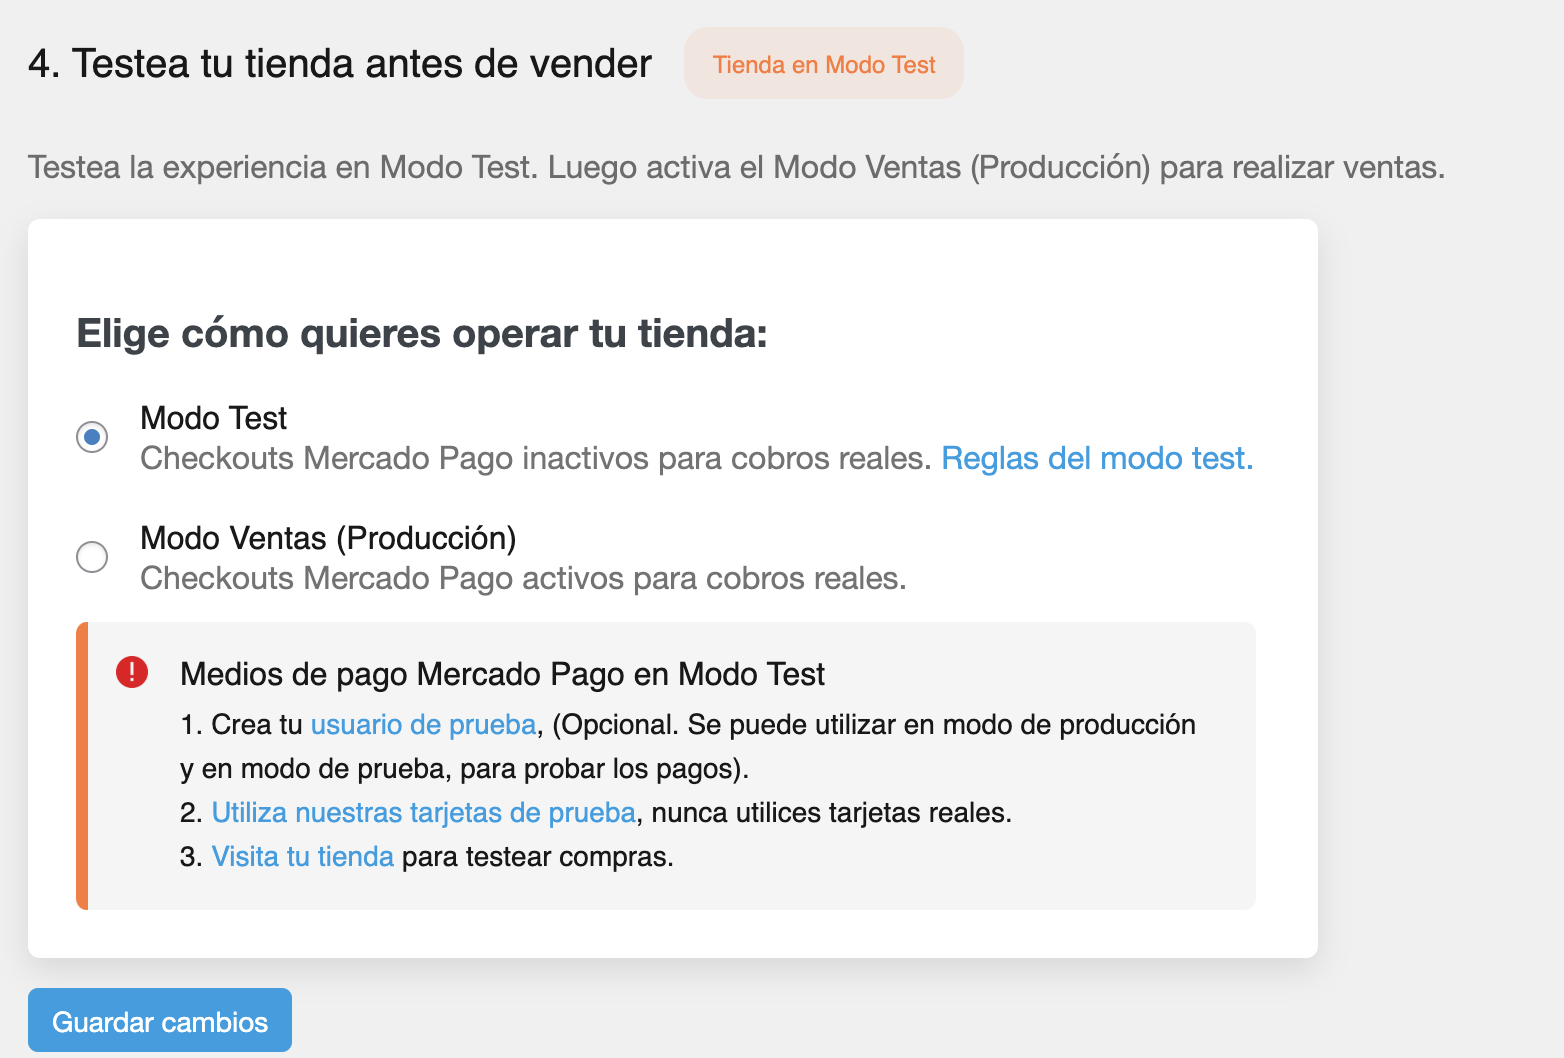 4. Testea tu tienda antes de vender
Tienda en Modo Test
Testea la experiencia en Modo Test. Luego activa el Modo Ventas (Producción) para realizar ventas.
Elige cómo quieres operar tu tienda:
Modo Test
Checkouts Mercado Pago inactivos para cobros reales. Reglas del modo test.
Modo Ventas (Producción)
Checkouts Mercado Pago activos para cobros reales.
Medios de pago Mercado Pago en Modo Test
1. Crea tu usuario de prueba, (Opcional. Se puede utilizar en modo de producción
y en modo de prueba, para probar los pagos).
2. Utiliza nuestras tarjetas de prueba, nunca utilices tarjetas reales.
3. Visita tu tienda para testear compras.
Guardar cambios